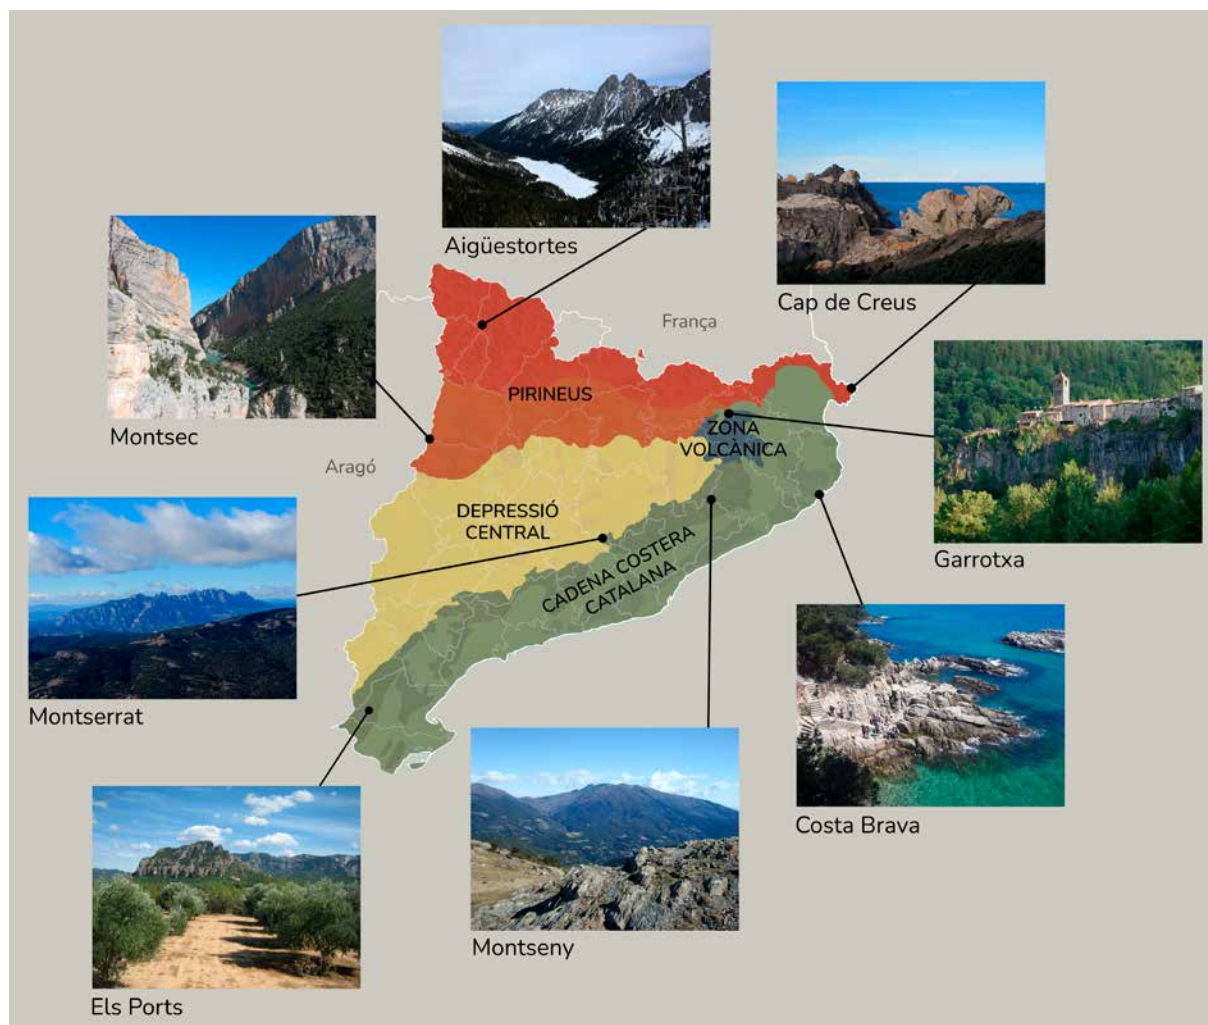 Aigüestortes
Cap de Creus
França
Montsec
PIRINEUS
Aragó
ZONA
VOLCÀNICA
DEPRESSIÓ
CENTRAL
Garrotxa
CADENA COSTERA
CATALANA
Montserrat
Costa Brava
Montseny
Els Ports